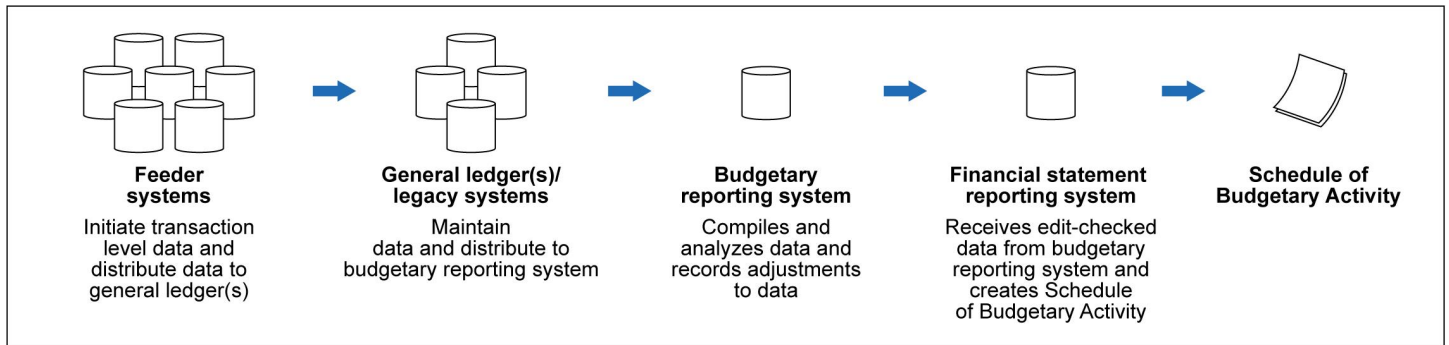 Feeder
systems
Initiate transaction
level data and
distribute data to
general ledger(s)
General ledger(s)/
legacy systems
Maintain
data and distribute to
budgetary reporting system
Budgetary
reporting system
Compiles and
analyzes data and
records adjustments
to data
Financial statement
reporting system
Receives edit-checked
data from budgetary
reporting system and
creates Schedule
of Budgetary Activity
Schedule of
Budgetary Activity